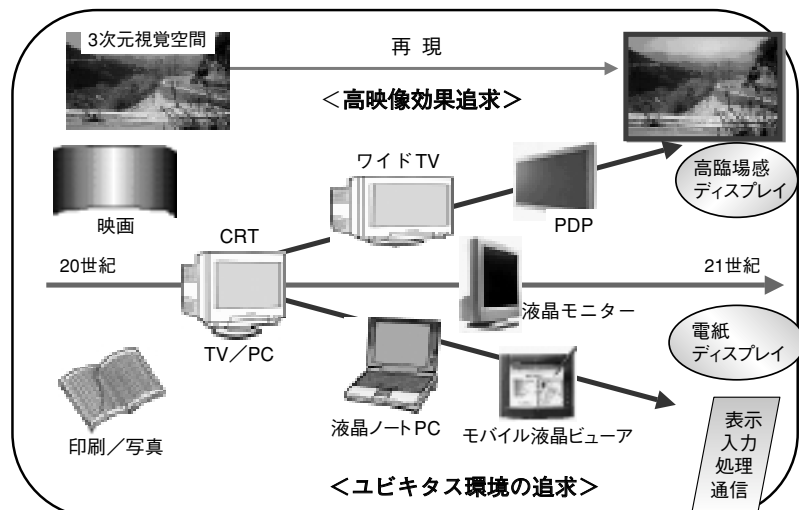 3次元視覚空間
再 現
＜高映像効果追求＞
ワイドTV
高臨場感
ディスプレイ
映画
PDP
CRT
20世紀
21世紀
液晶モニター
TV／PC
電紙
ディスプレイ
印刷／写真
液晶ノートPC
モバイル液晶ビューア
表示
入力
処理
通信
＜ユビキタス環境の追求＞